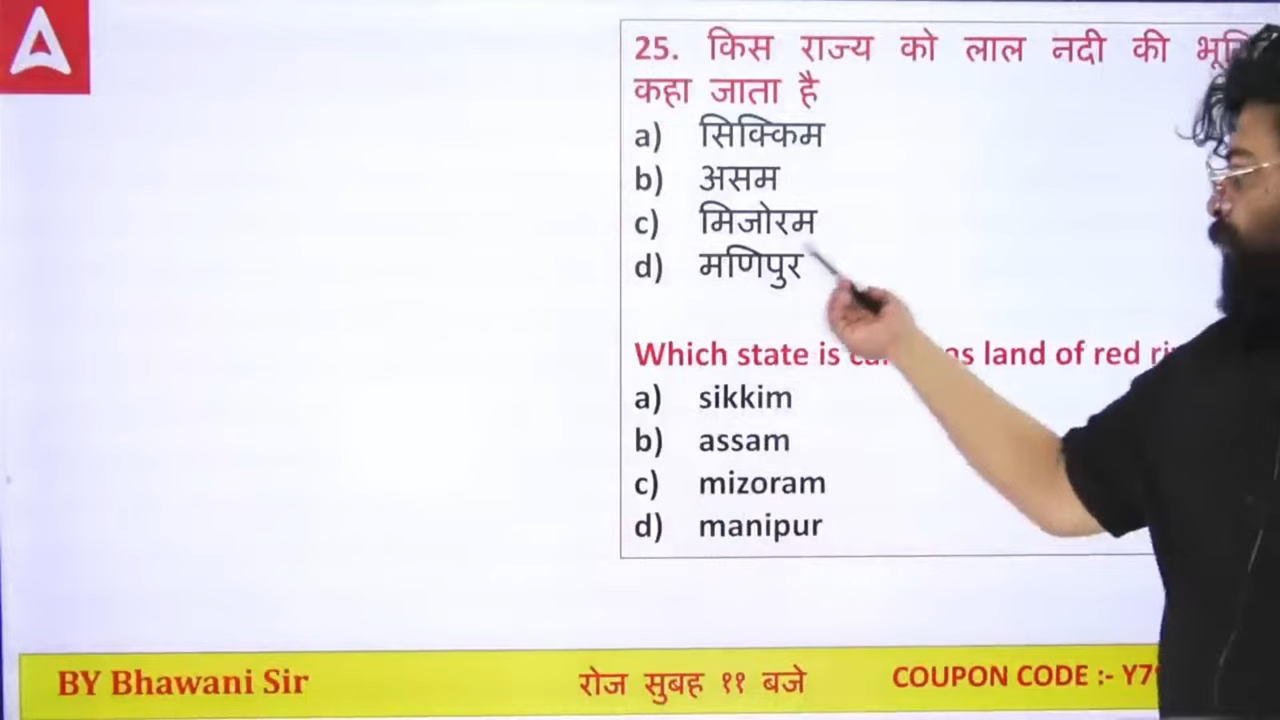 25. किस राज्य को लाल नदी की
कहा जाता है
a) सिक्किम
b) असम
c) मिजोरम
d) मणिपुर
Which state is as land of red
a) sikkim
b) assam
c) mizoram
d) manipur
BY Bhawani Sir
रोज सुबह ११ बजे
COUPON CODE :-